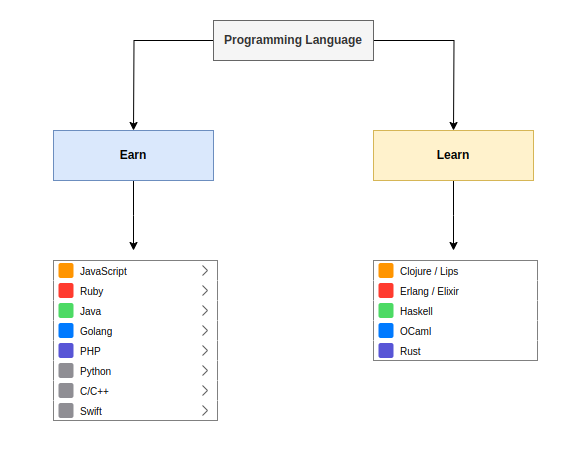 Programming Language
Earn
Learn
JavaScript
Ruby
Java
Golang
PHP
Python
C/C++
Swift
Clojure / Lips
Erlang / Elixir
Haskell
OCaml
Rust